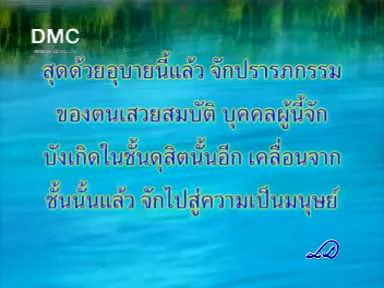 DMC
สุดด้วยอุบายนี้แล้ว จักปรารภกรรม
ของตนเสวยสมบัติ บุคคลผู้นี้จัก
บังเกิดในชั้นดุสิตนั้นอีก เคลื่อนจาก
ชั้นนั้นแล้ว จักไปสู่ความเป็นมนุษย์